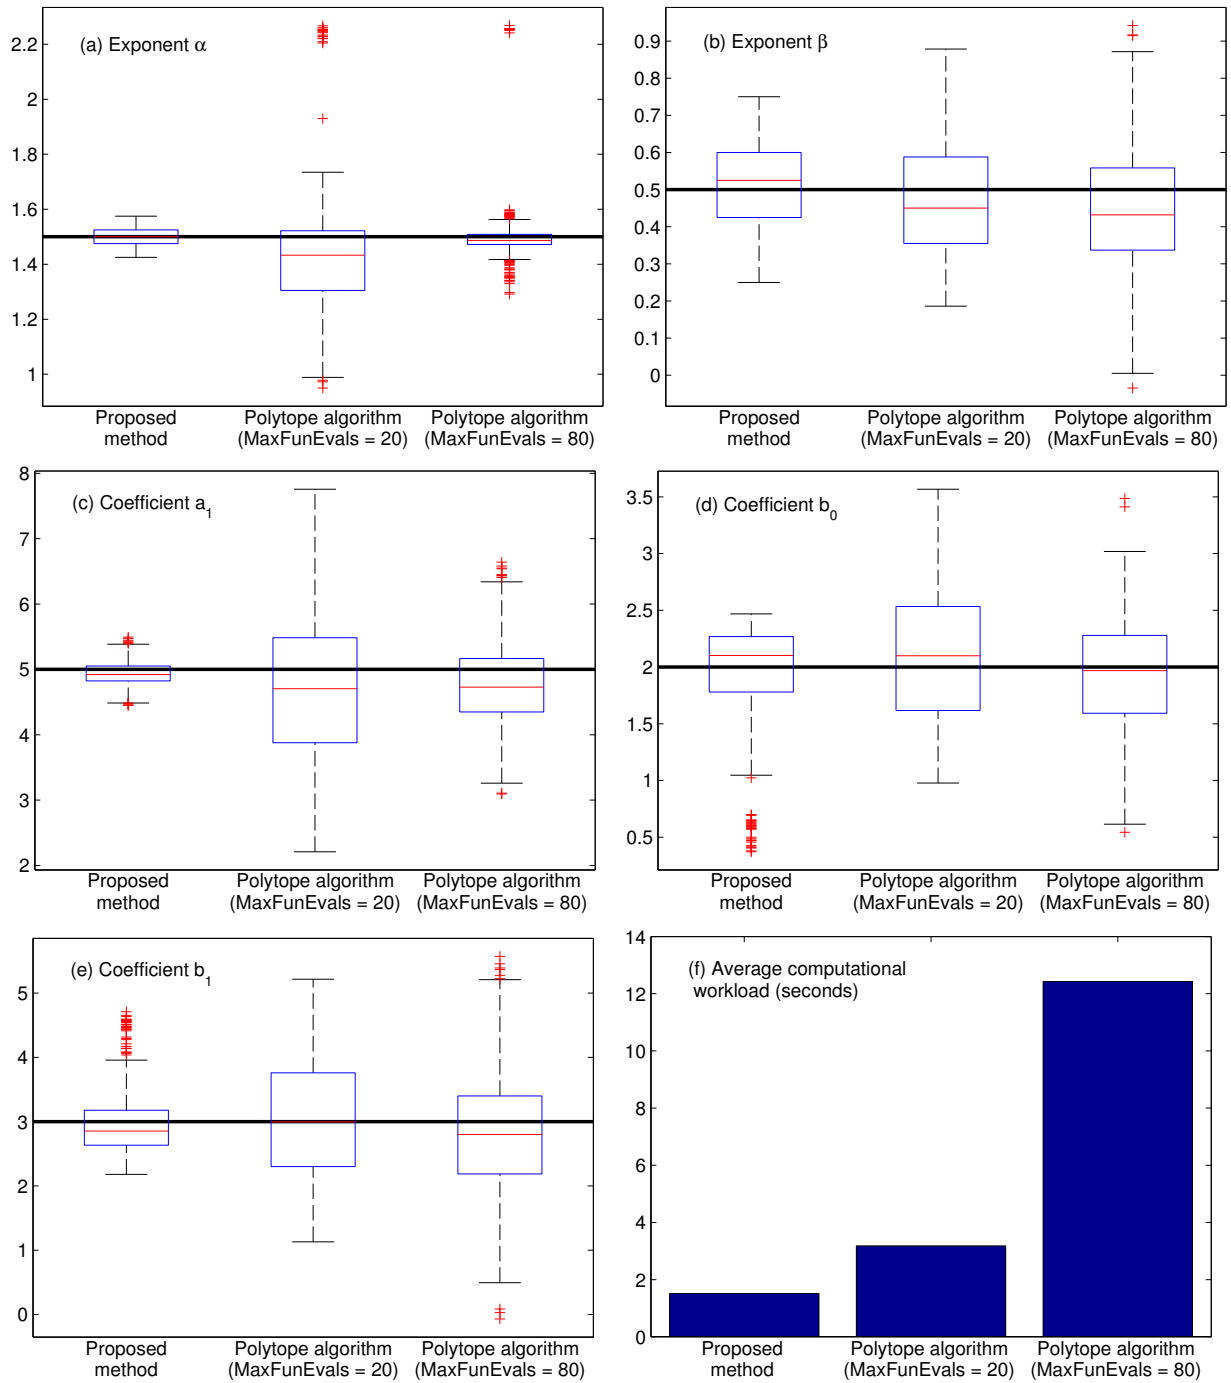 (a) Exponent α
2.2
2
1.8
1.6
1.4
1.2
1
Proposed method
Polytope algorithm (MaxFunEvals = 20)
Polytope algorithm (MaxFunEvals = 80)
(b) Exponent β
0.9
0.8
0.7
0.6
0.5
0.4
0.3
0.2
0.1
0
Proposed method
Polytope algorithm (MaxFunEvals = 20)
Polytope algorithm (MaxFunEvals = 80)
(c) Coefficient a1
8
7
6
5
4
3
2
Proposed method
Polytope algorithm (MaxFunEvals = 20)
Polytope algorithm (MaxFunEvals = 80)
(d) Coefficient b0
3.5
3
2.5
2
1.5
1
0.5
Proposed method
Polytope algorithm (MaxFunEvals = 20)
Polytope algorithm (MaxFunEvals = 80)
(e) Coefficient b1
5
4
3
2
1
0
Proposed method
Polytope algorithm (MaxFunEvals = 20)
Polytope algorithm (MaxFunEvals = 80)
(f) Average computational workload (seconds)
14
12
10
8
6
4
2
0
Proposed method
Polytope algorithm (MaxFunEvals = 20)
Polytope algorithm (MaxFunEvals = 80)